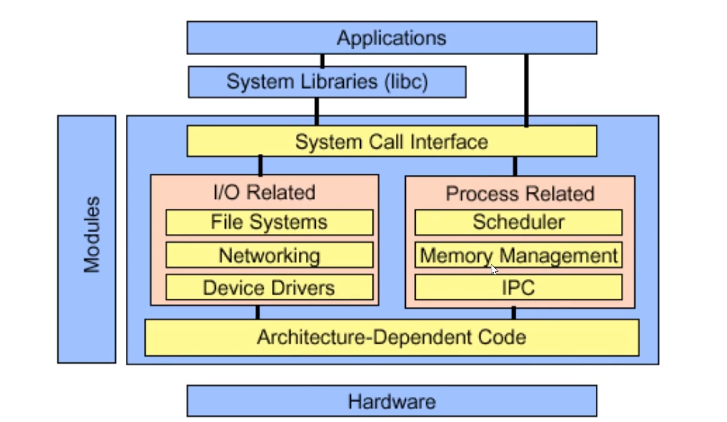 Applications
System Libraries (libc)
System Call Interface
Modules
I/O Related
File Systems
Networking
Device Drivers
Process Related
Scheduler
Memory Management
IPC
Architecture-Dependent Code
Hardware